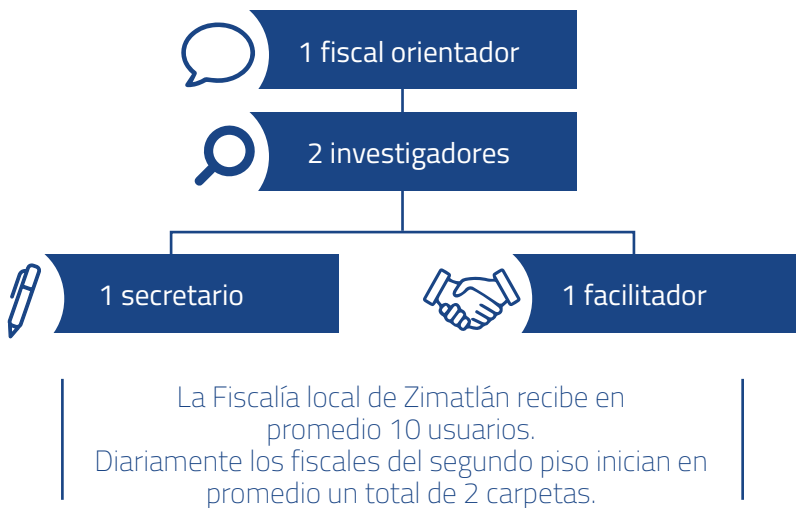 1 fiscal orientador
2 investigadores
1 secretario
1 facilitador
La Fiscalía local de Zimatlán recibe en
promedio 10 usuarios.
Diariamente los fiscales del segundo piso inician en
promedio un total de 2 carpetas.